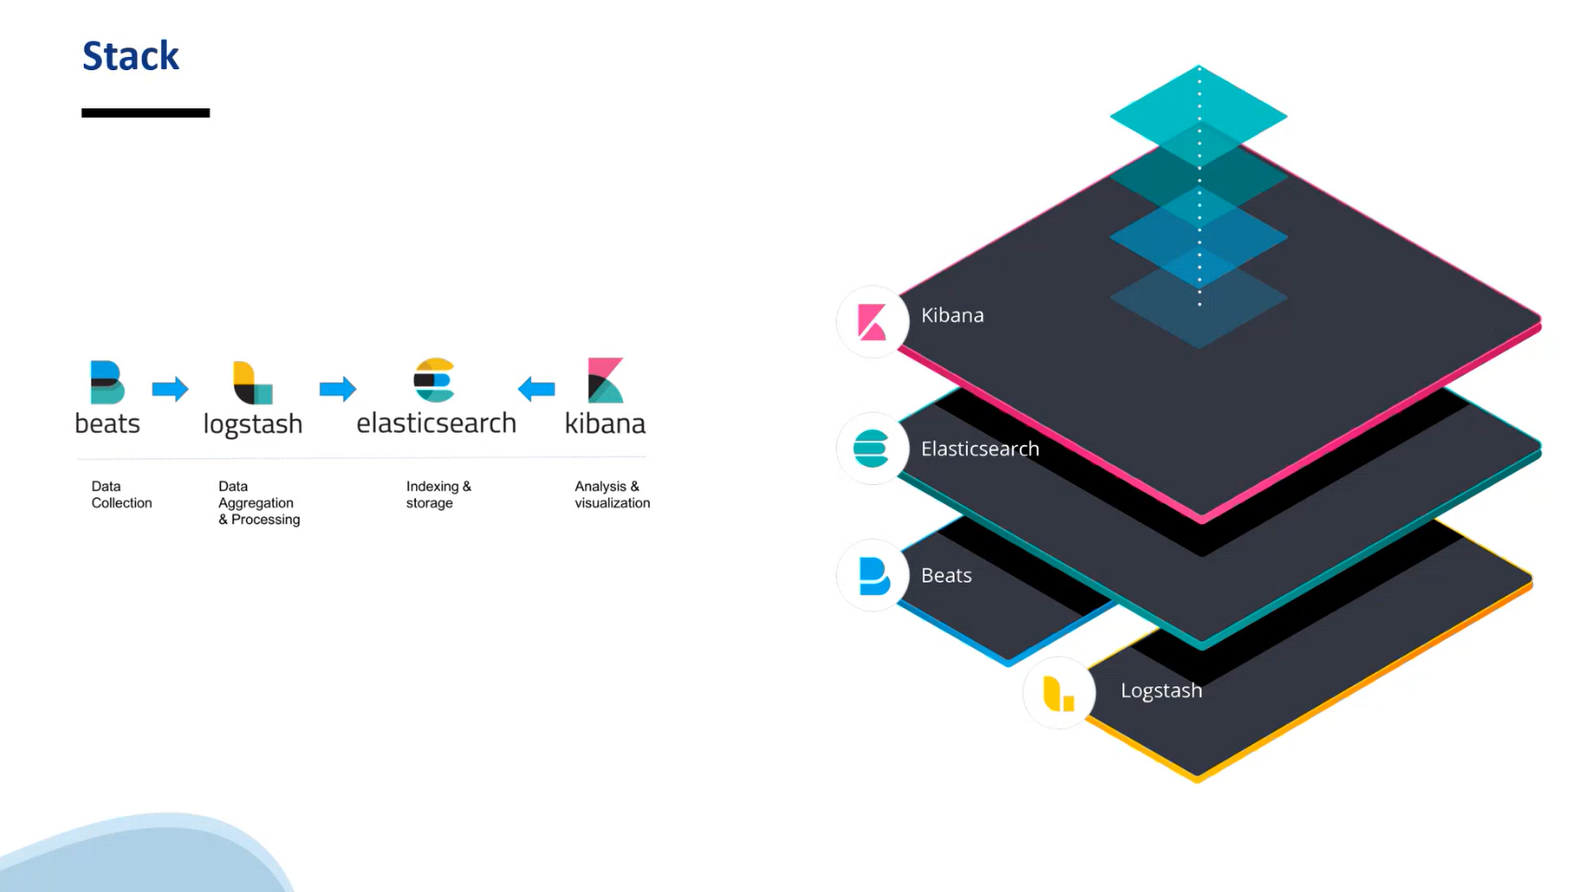 Stack
beats
logstash
elasticsearch
kibana
Data
Collection
Data
Aggregation
& Processing
Indexing &
storage
Analysis &
visualization
Kibana
Elasticsearch
Beats
Logstash